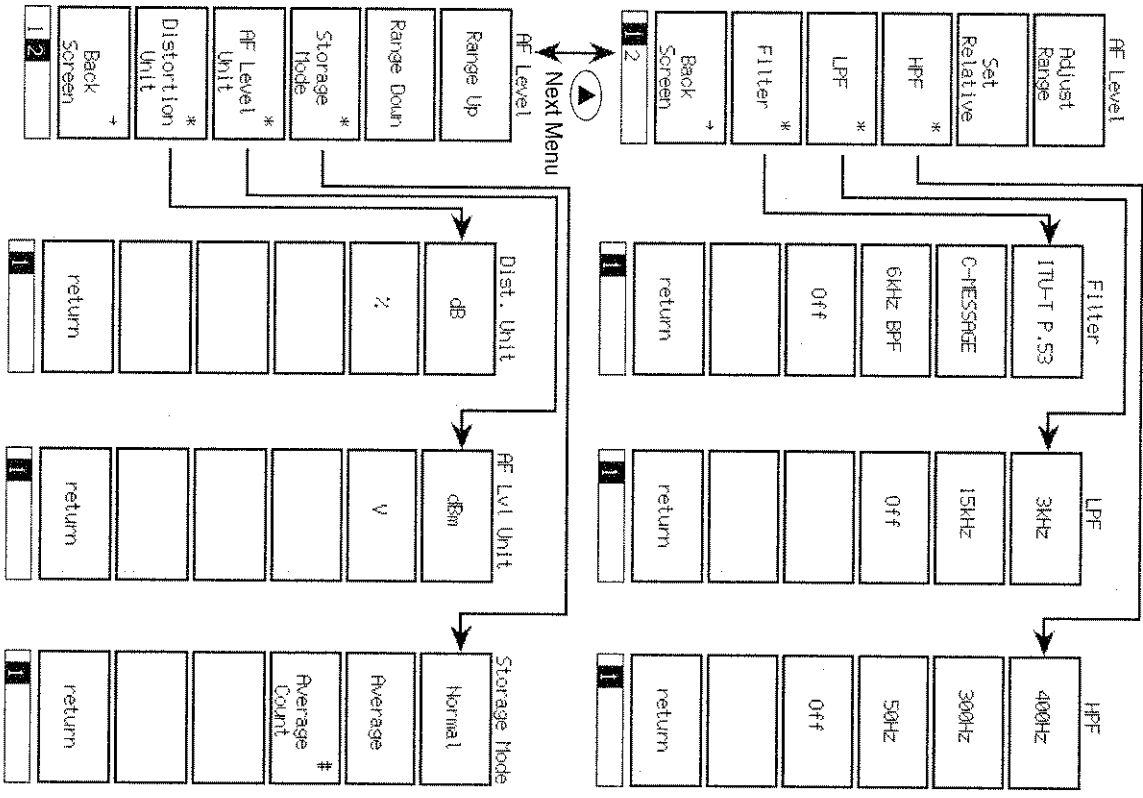 AF Level
Adjust
Range
Set
Relative
HPF *
LPF *
Filter *
Back
Screen →
1 2
Filter
ITU-T P.53
C-MESSAGE
6kHz BPF
Off
return
1
LPF
3kHz
15kHz
Off
return
1
HPF
400Hz
300Hz
50Hz
Off
return
1
Next Menu
AF Level
Range Up
Range Down
Storage *
Mode
AF Level *
Unit
Distortion *
Unit
Back
Screen →
1 2
Dist. Unit
dB
%
return
1
AF Lvl Unit
dBm
V
return
1
Storage Mode
Normal
Average
Average #
Count
return
1